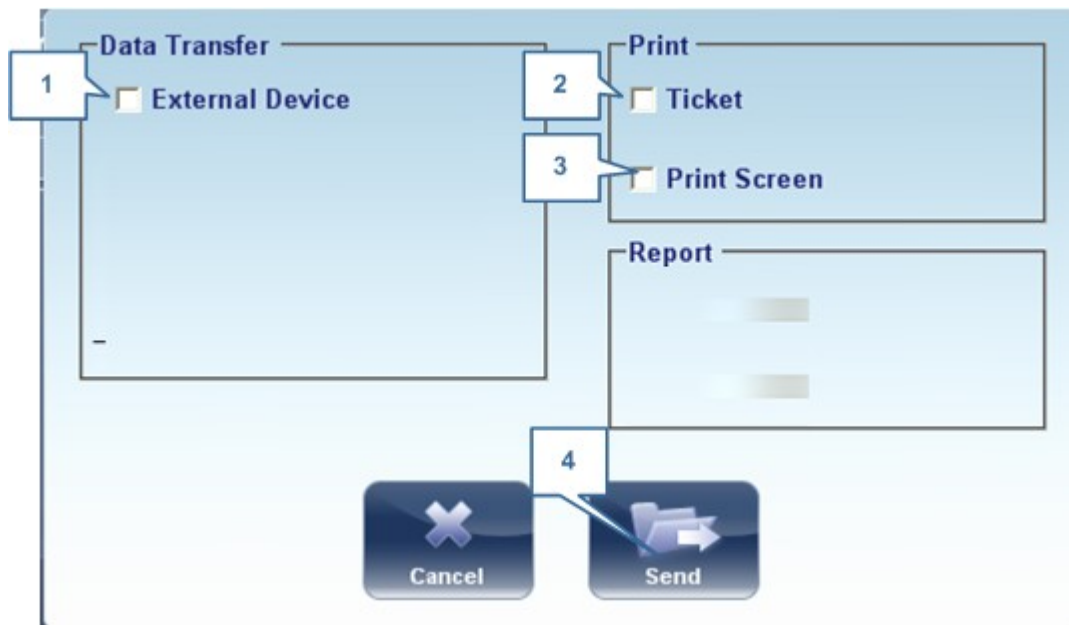 Data Transfer
1
External Device
Print
2
Ticket
3
Print Screen
Report
4
Cancel
Send